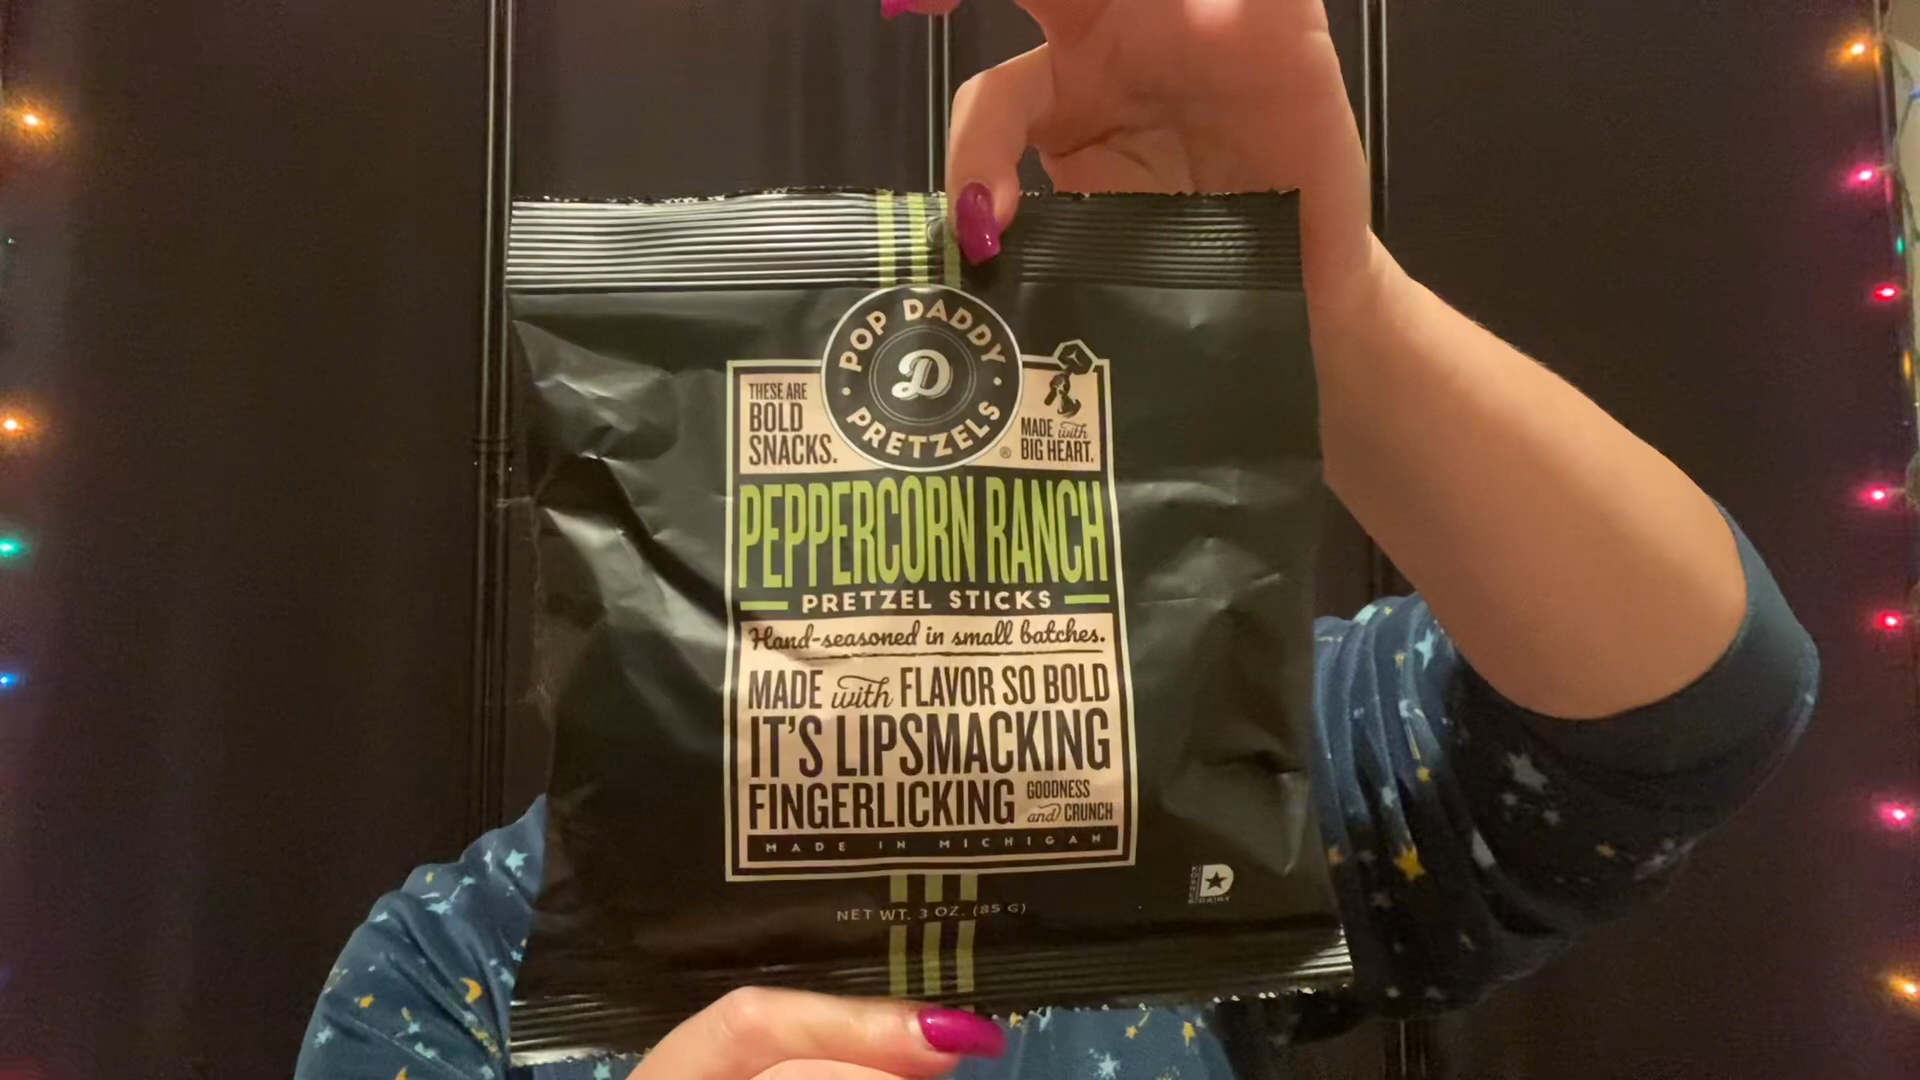 POP DADDY
D
PRETZELS
®
THESE ARE
BOLD
SNACKS.
MADE with
BIG HEART.
PEPPERCORN RANCH
PRETZEL STICKS
Hand-seasoned in small batches.
MADE with FLAVOR SO BOLD
IT'S LIPSMACKING
FINGERLICKING GOODNESS
and CRUNCH
MADE IN MICHIGAN
NET WT. 3 OZ. (85 G)
D